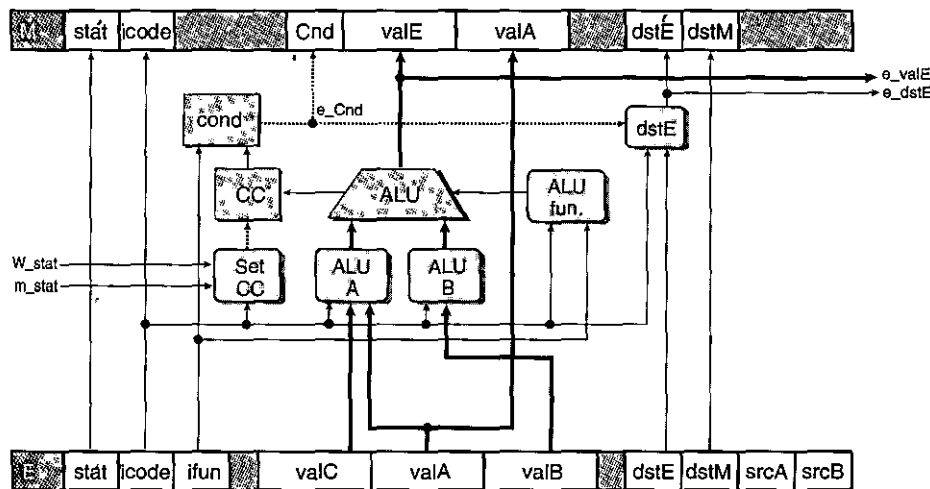 M stat icode Cnd valE valA dstE dstM
e_valE
e_dstE
e_Cnd
cond
dstE
CC
ALU
ALU
fun.
W_stat
m_stat
Set
CC
ALU
A
ALU
B
E stat icode ifun valC valA valB dstE dstM srcA srcB